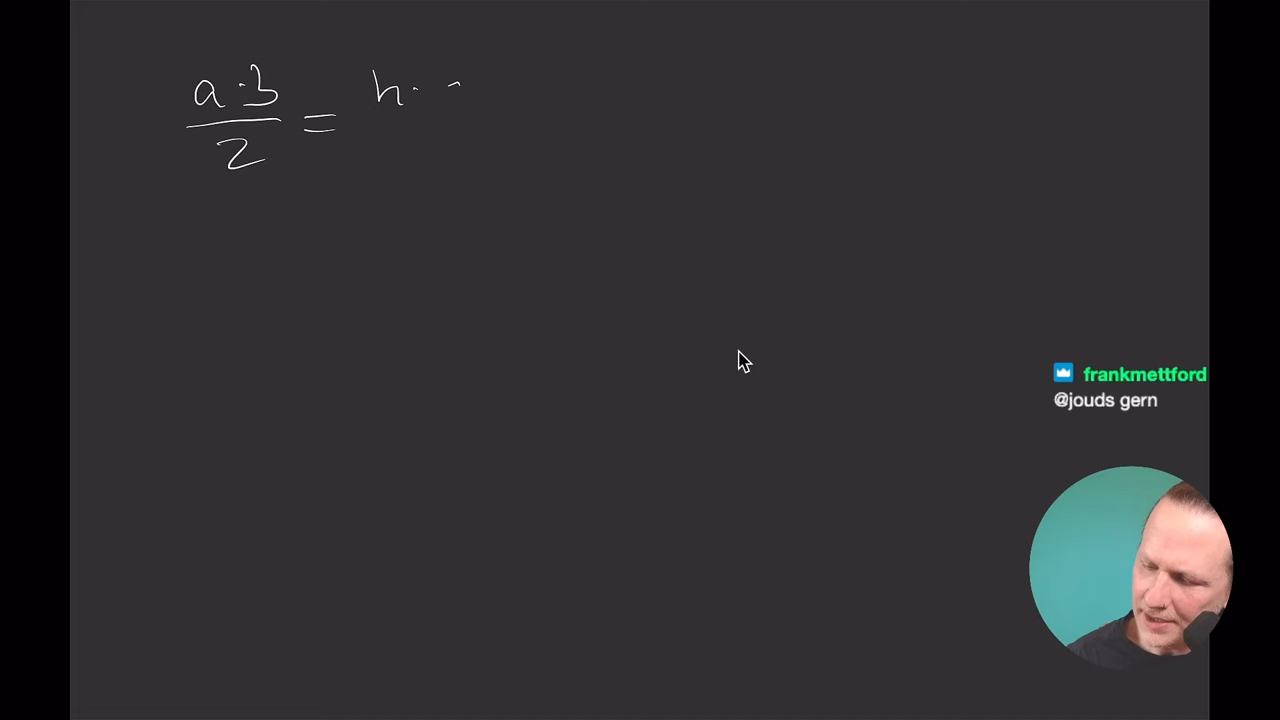 a·b/2 = h·
frankmettford
@jouds gern